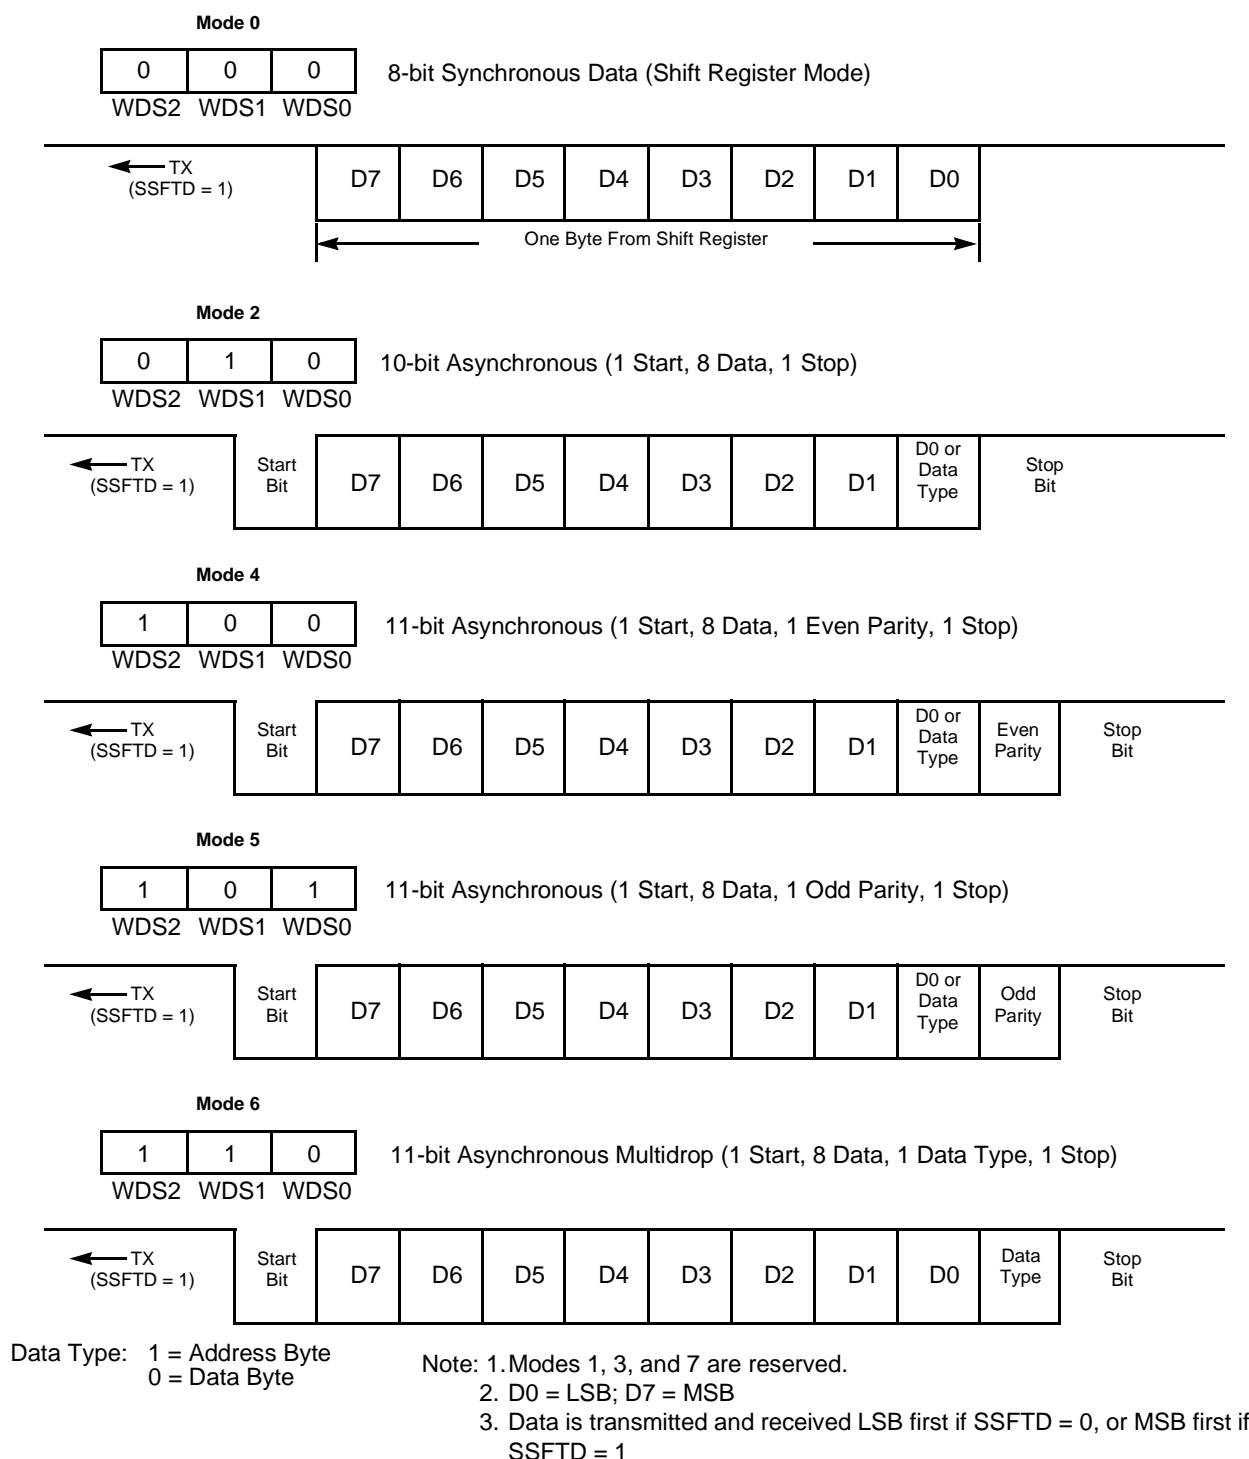 Mode 0
0 0 0 8-bit Synchronous Data (Shift Register Mode)
WDS2 WDS1 WDS0
TX
(SSFTD = 1)
D7 D6 D5 D4 D3 D2 D1 D0
One Byte From Shift Register
Mode 2
0 1 0 10-bit Asynchronous (1 Start, 8 Data, 1 Stop)
WDS2 WDS1 WDS0
TX
(SSFTD = 1)
Start
Bit
D7 D6 D5 D4 D3 D2 D1
D0 or
Data
Type
Stop
Bit
Mode 4
1 0 0 11-bit Asynchronous (1 Start, 8 Data, 1 Even Parity, 1 Stop)
WDS2 WDS1 WDS0
TX
(SSFTD = 1)
Start
Bit
D7 D6 D5 D4 D3 D2 D1
D0 or
Data
Type
Even
Parity
Stop
Bit
Mode 5
1 0 1 11-bit Asynchronous (1 Start, 8 Data, 1 Odd Parity, 1 Stop)
WDS2 WDS1 WDS0
TX
(SSFTD = 1)
Start
Bit
D7 D6 D5 D4 D3 D2 D1
D0 or
Data
Type
Odd
Parity
Stop
Bit
Mode 6
1 1 0 11-bit Asynchronous Multidrop (1 Start, 8 Data, 1 Data Type, 1 Stop)
WDS2 WDS1 WDS0
TX
(SSFTD = 1)
Start
Bit
D7 D6 D5 D4 D3 D2 D1 D0
Data
Type
Stop
Bit
Data Type: 1 = Address Byte
0 = Data Byte
Note: 1. Modes 1, 3, and 7 are reserved.
2. D0 = LSB; D7 = MSB
3. Data is transmitted and received LSB first if SSFTD = 0, or MSB first if
SSFTD = 1